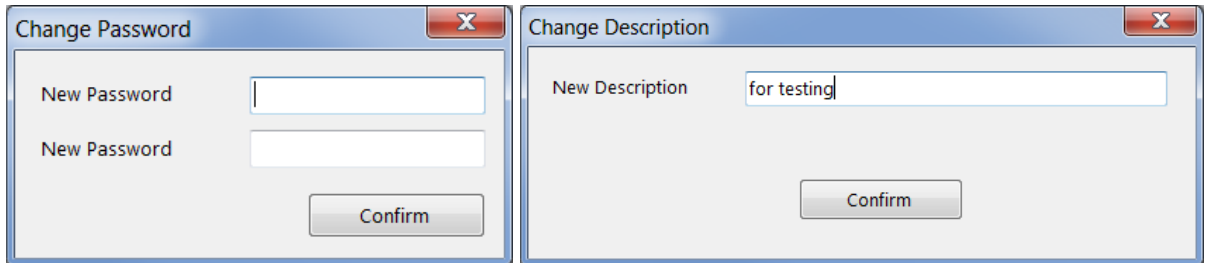 Change Password
New Password
New Password
Confirm
Change Description
New Description for testing
Confirm